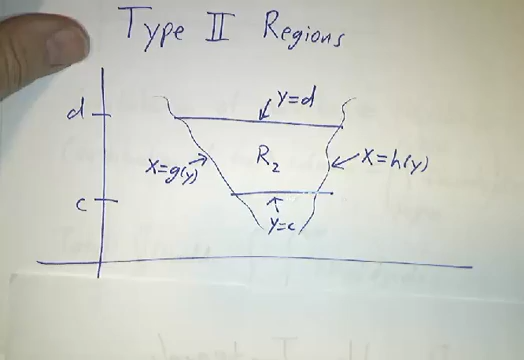 Type II Regions
d
y=d
x=g(y)
R₂
x=h(y)
c
y=c